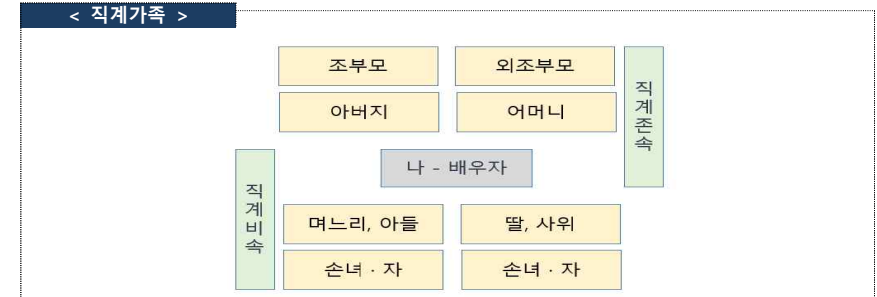 < 직계가족 >
조부모 외조부모
아버지 어머니
직계존속
나 - 배우자
직계비속
며느리, 아들 딸, 사위
손녀 · 자 손녀 · 자